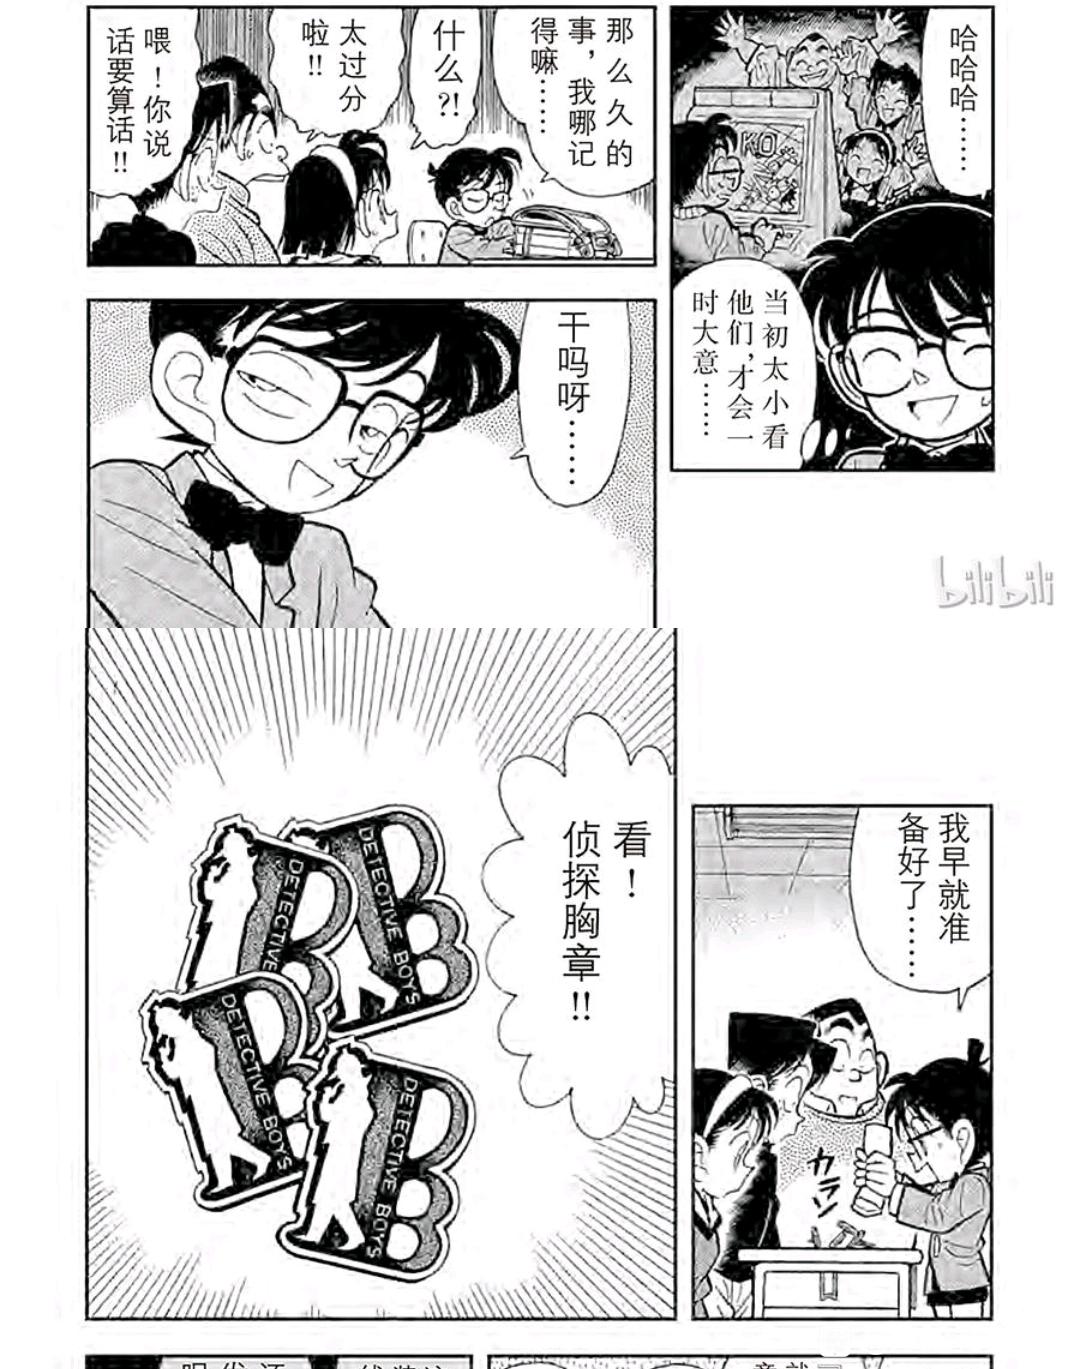 哈哈哈……
KO
当初太小看
他们,才会一
时大意……
那么久的
事，我哪记
得嘛……
什么?!
太过分
啦!!
喂!你说
话要算话!!
干吗呀……
bilibili
我早就准
备好了……
カラン
看!
侦探胸章!!
DETECTIVE BOYS
DETECTIVE
DETECTIVE BOYS
DETECTIVE BOYS